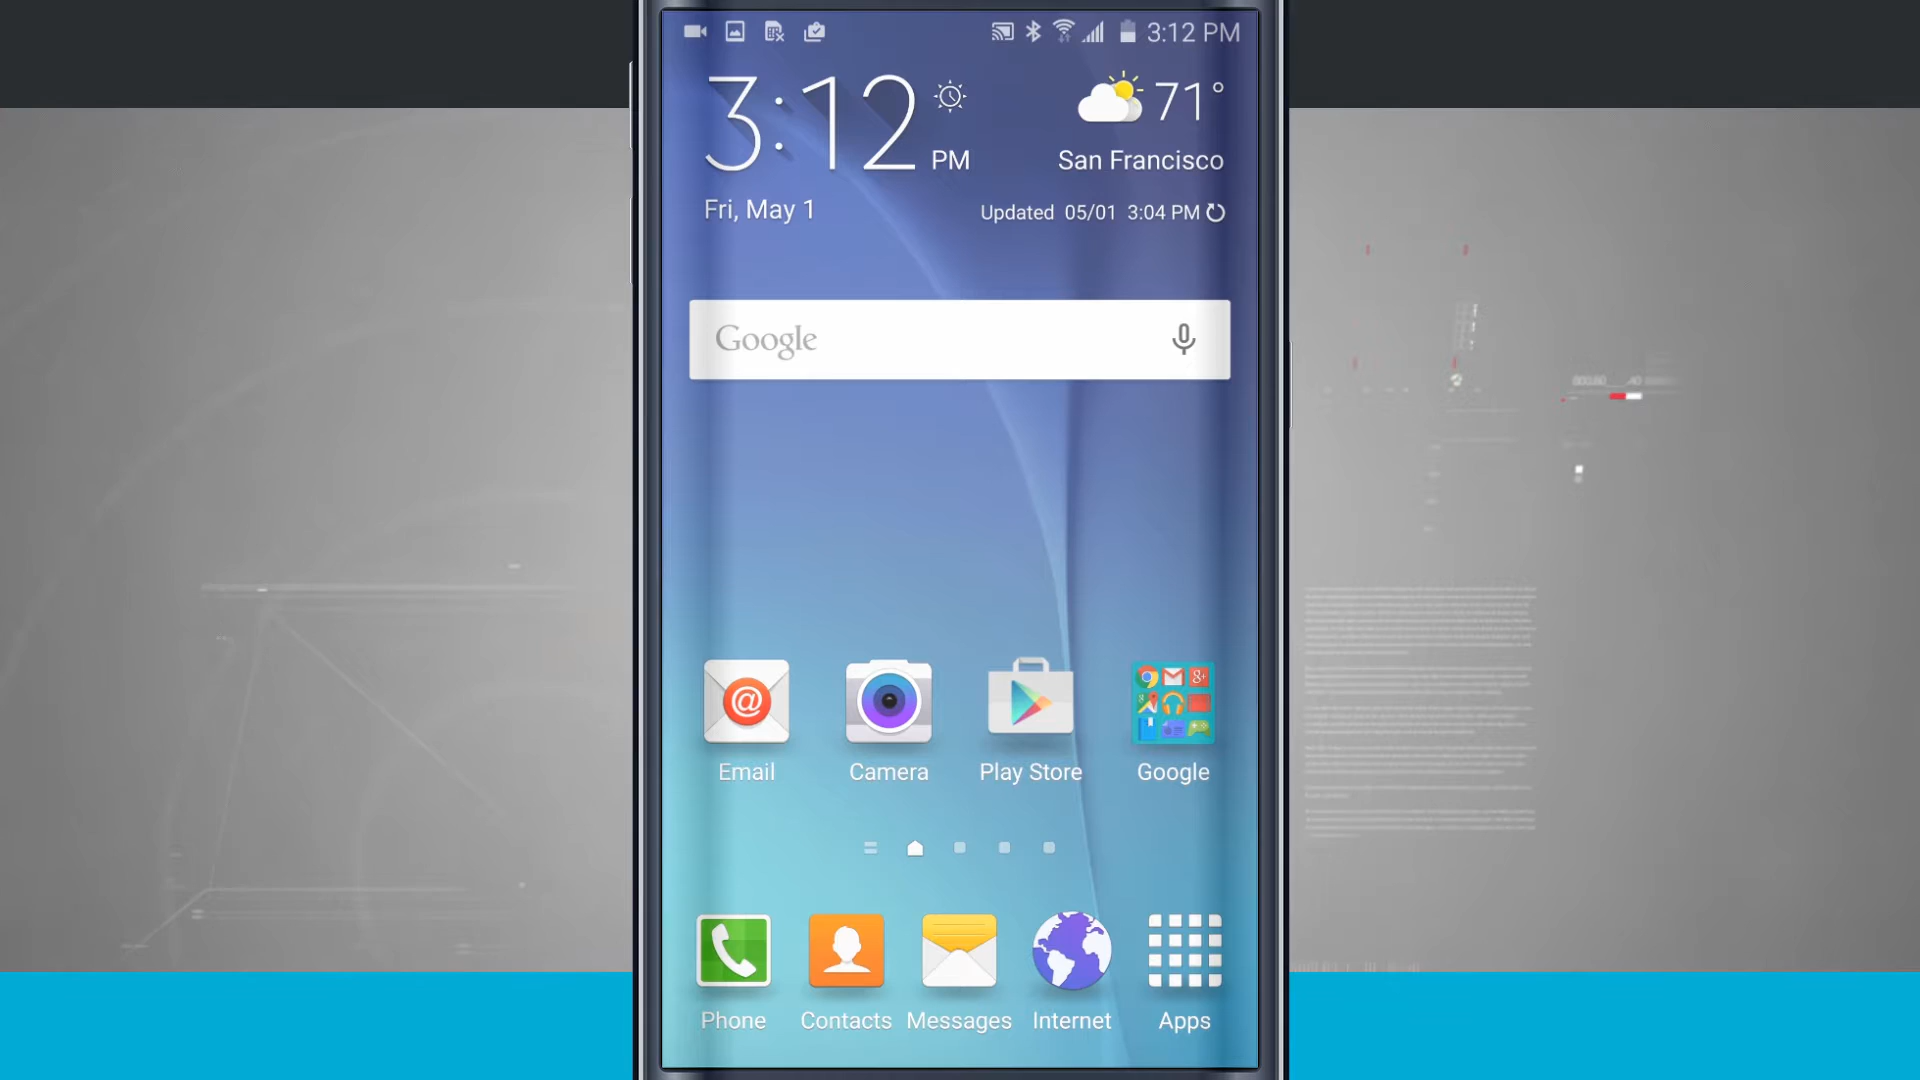 3:12 PM
3:12 PM
71°
San Francisco
Fri, May 1
Updated 05/01 3:04 PM
Google
Email
Camera
Play Store
Google
Phone
Contacts
Messages
Internet
Apps